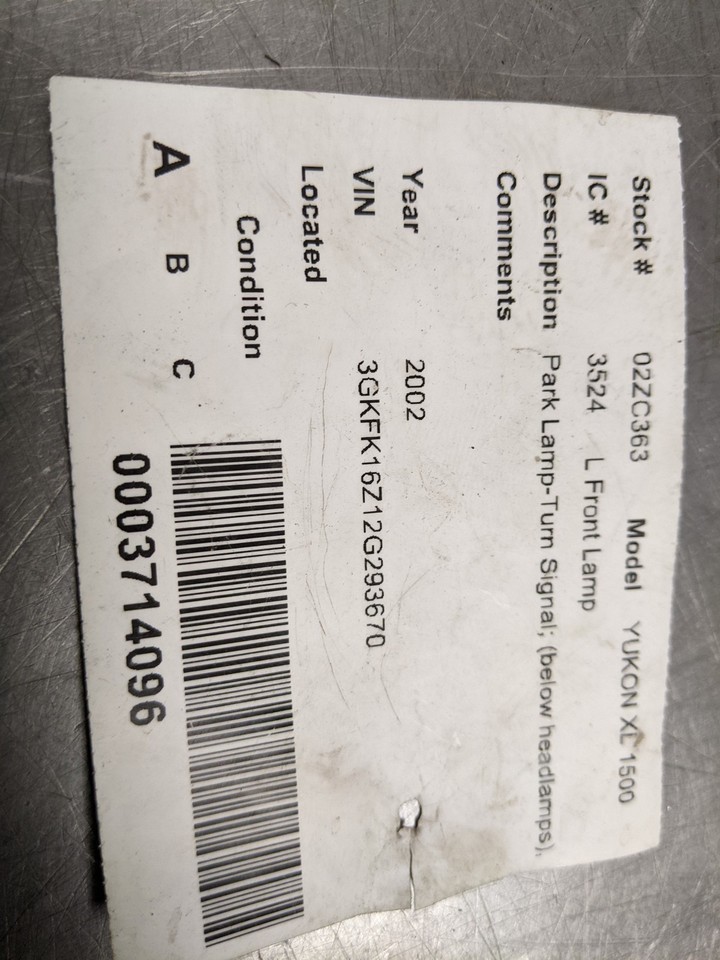 Stock # 02ZC363 Model YUKON XL 1500
IC # 3524 L Front Lamp
Description Park Lamp-Turn Signal; (below headlamps),
Comments
Year 2002
VIN 3GKFK16Z12G293670
Located
Condition
A B C
0003714096